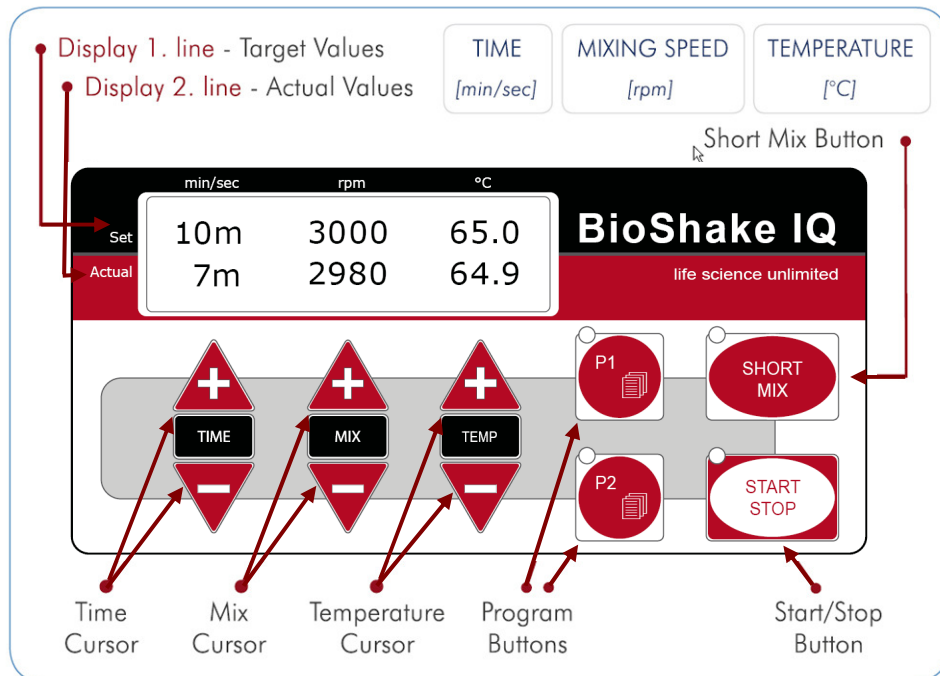 Display 1. line - Target Values
Display 2. line - Actual Values
TIME
[min/sec]
MIXING SPEED
[rpm]
TEMPERATURE
[°C]
Short Mix Button
min/sec rpm °C
Set 10m 3000 65.0
Actual 7m 2980 64.9
BioShake IQ
life science unlimited
TIME
MIX
TEMP
P1
SHORT
MIX
P2
START
STOP
Time
Cursor
Mix
Cursor
Temperature
Cursor
Program
Buttons
Start/Stop
Button